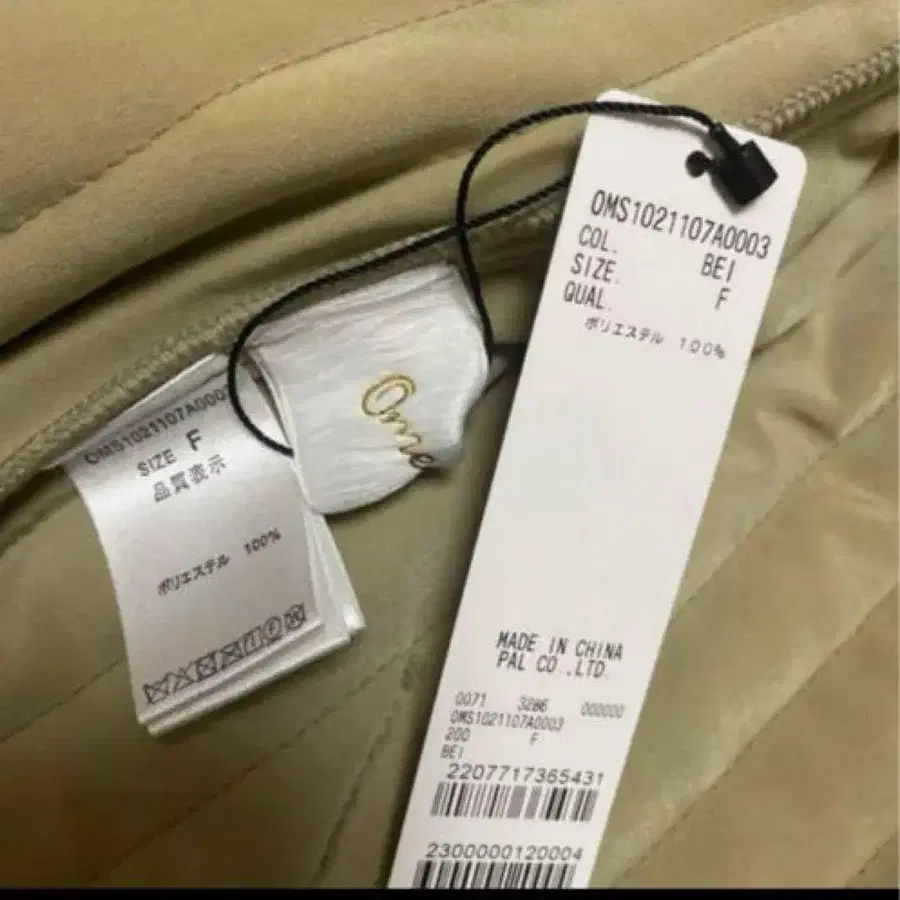 OMS1021107A0003
COL. BEI
SIZE. F
QUAL.
ポリエステル 100%
MADE IN CHINA
PAL CO.,LTD.
0071 3286 000000
OMS1021107A0003
200 F
BEI
2207717365431
2300000120004
Ome
OMS1021107A000
SIZE F
品質表示
ポリエステル 100%